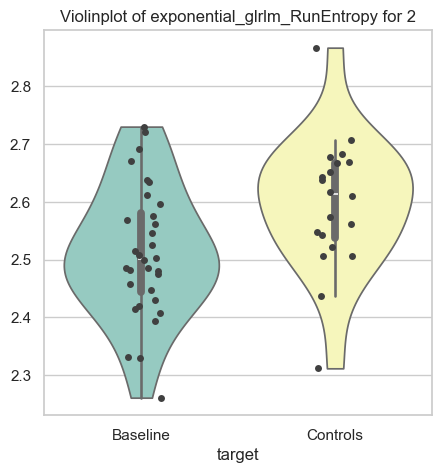 Violinplot of exponential_glrlm_RunEntropy for 2
2.8
2.7
2.6
2.5
2.4
2.3
Baseline
Controls
target